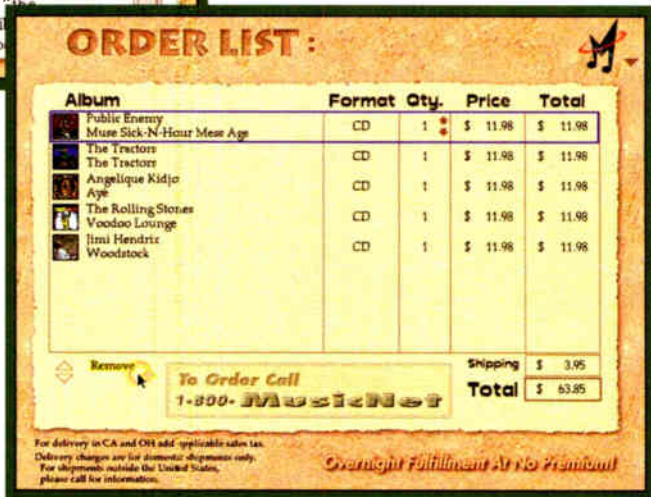 the
ORDER LIST :
Album Format Qty. Price Total
Public Enemy
Muse Sick-N-Hour Mess Age CD 1 $ 11.98 $ 11.98
The Tractors
The Tractors CD 1 $ 11.98 $ 11.98
Angelique Kidjo
Aye CD 1 $ 11.98 $ 11.98
The Rolling Stones
Voodoo Lounge CD 1 $ 11.98 $ 11.98
Jimi Hendrix
Woodstock CD 1 $ 11.98 $ 11.98
Remove
Shipping $ 3.95
Total $ 63.85
To Order Call
1-800- MusicNet
For delivery in CA and OH add applicable sales tax.
Delivery charges are for domestic shipments only.
For shipments outside the United States,
please call for information.
Overnight Fulfillment At No Premium!